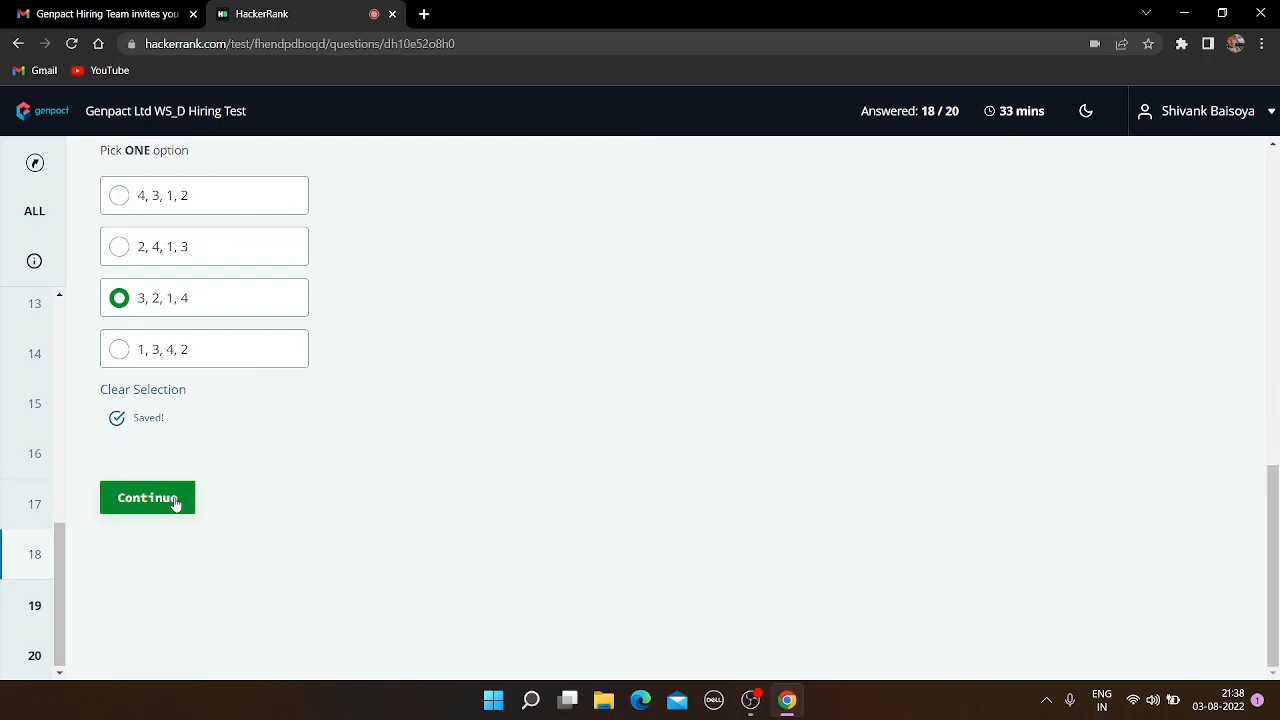 Genpact Hiring Team invites you
HackerRank
hackerrank.com/test/fhendpdboqd/questions/dh10e52o8h0
Gmail
YouTube
genpact
Genpact Ltd WS_D Hiring Test
Answered: 18 / 20
33 mins
Shivank Baisoya
Pick ONE option
ALL
4, 3, 1, 2
2, 4, 1, 3
3, 2, 1, 4
1, 3, 4, 2
Clear Selection
Saved!
Continue
13
14
15
16
17
18
19
20
DELL
ENG
IN
21:38
03-08-2022
1